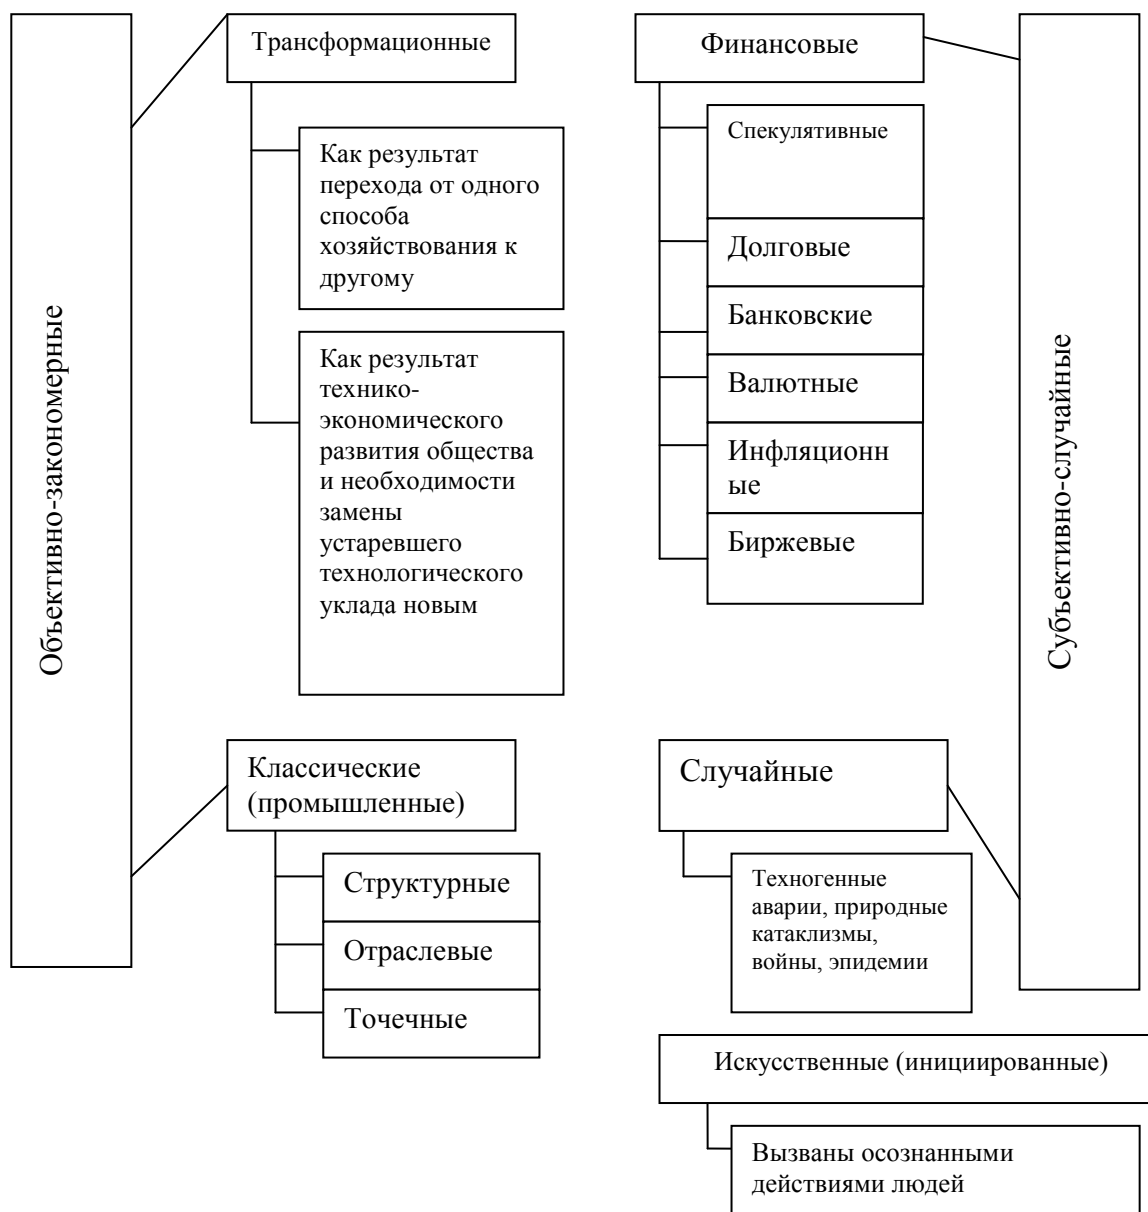 Объективно-закономерные
Трансформационные
Как результат
перехода от одного
способа
хозяйствования к
другому
Как результат
технико-
экономического
развития общества
и необходимости
замены
устаревшего
технологического
уклада новым
Классические
(промышленные)
Структурные
Отраслевые
Точечные
Финансовые
Спекулятивные
Долговые
Банковские
Валютные
Инфляционн
ые
Биржевые
Случайные
Техногенные
аварии, природные
катаклизмы,
войны, эпидемии
Искусственные (инициированные)
Вызваны осознанными
действиями людей
Субъективно-случайные